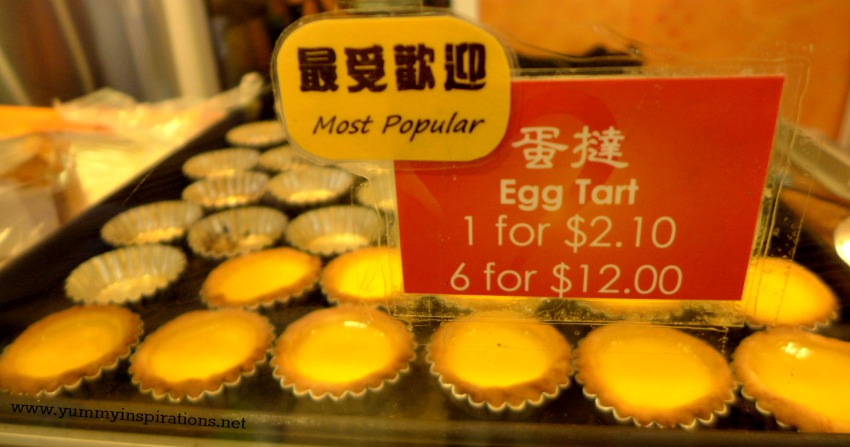 最受歡迎
Most Popular
蛋撻
Egg Tart
1 for $2.10
6 for $12.00
www.yummyinspirations.net